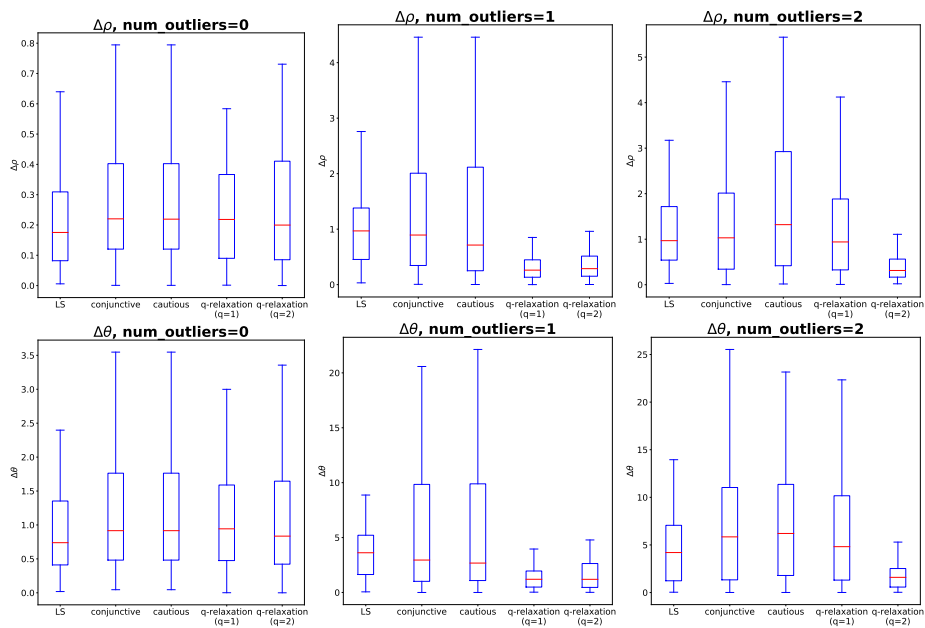 Δρ, num_outliers=0
0.8
0.7
0.6
0.5
0.4
0.3
0.2
0.1
0.0
Δρ
LS conjunctive cautious q-relaxation q-relaxation
(q=1) (q=2)
Δρ, num_outliers=1
4
3
2
1
0
Δρ
LS conjunctive cautious q-relaxation q-relaxation
(q=1) (q=2)
Δρ, num_outliers=2
5
4
3
2
1
0
Δρ
LS conjunctive cautious q-relaxation q-relaxation
(q=1) (q=2)
Δθ, num_outliers=0
3.5
3.0
2.5
2.0
1.5
1.0
0.5
0.0
Δθ
LS conjunctive cautious q-relaxation q-relaxation
(q=1) (q=2)
Δθ, num_outliers=1
20
15
10
5
0
Δθ
LS conjunctive cautious q-relaxation q-relaxation
(q=1) (q=2)
Δθ, num_outliers=2
25
20
15
10
5
0
Δθ
LS conjunctive cautious q-relaxation q-relaxation
(q=1) (q=2)